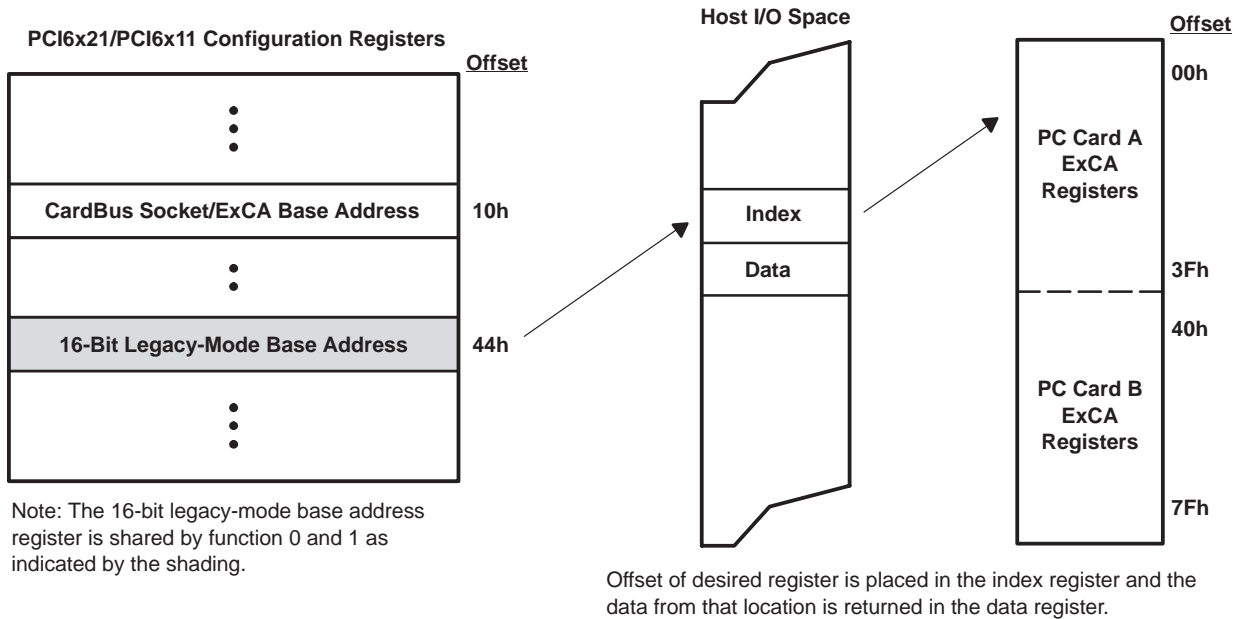 PCI6x21/PCI6x11 Configuration Registers
Offset
CardBus Socket/ExCA Base Address
10h
16-Bit Legacy-Mode Base Address
44h
Note: The 16-bit legacy-mode base address
register is shared by function 0 and 1 as
indicated by the shading.
Host I/O Space
Index
Data
Offset
00h
PC Card A
ExCA
Registers
3Fh
40h
PC Card B
ExCA
Registers
7Fh
Offset of desired register is placed in the index register and the
data from that location is returned in the data register.